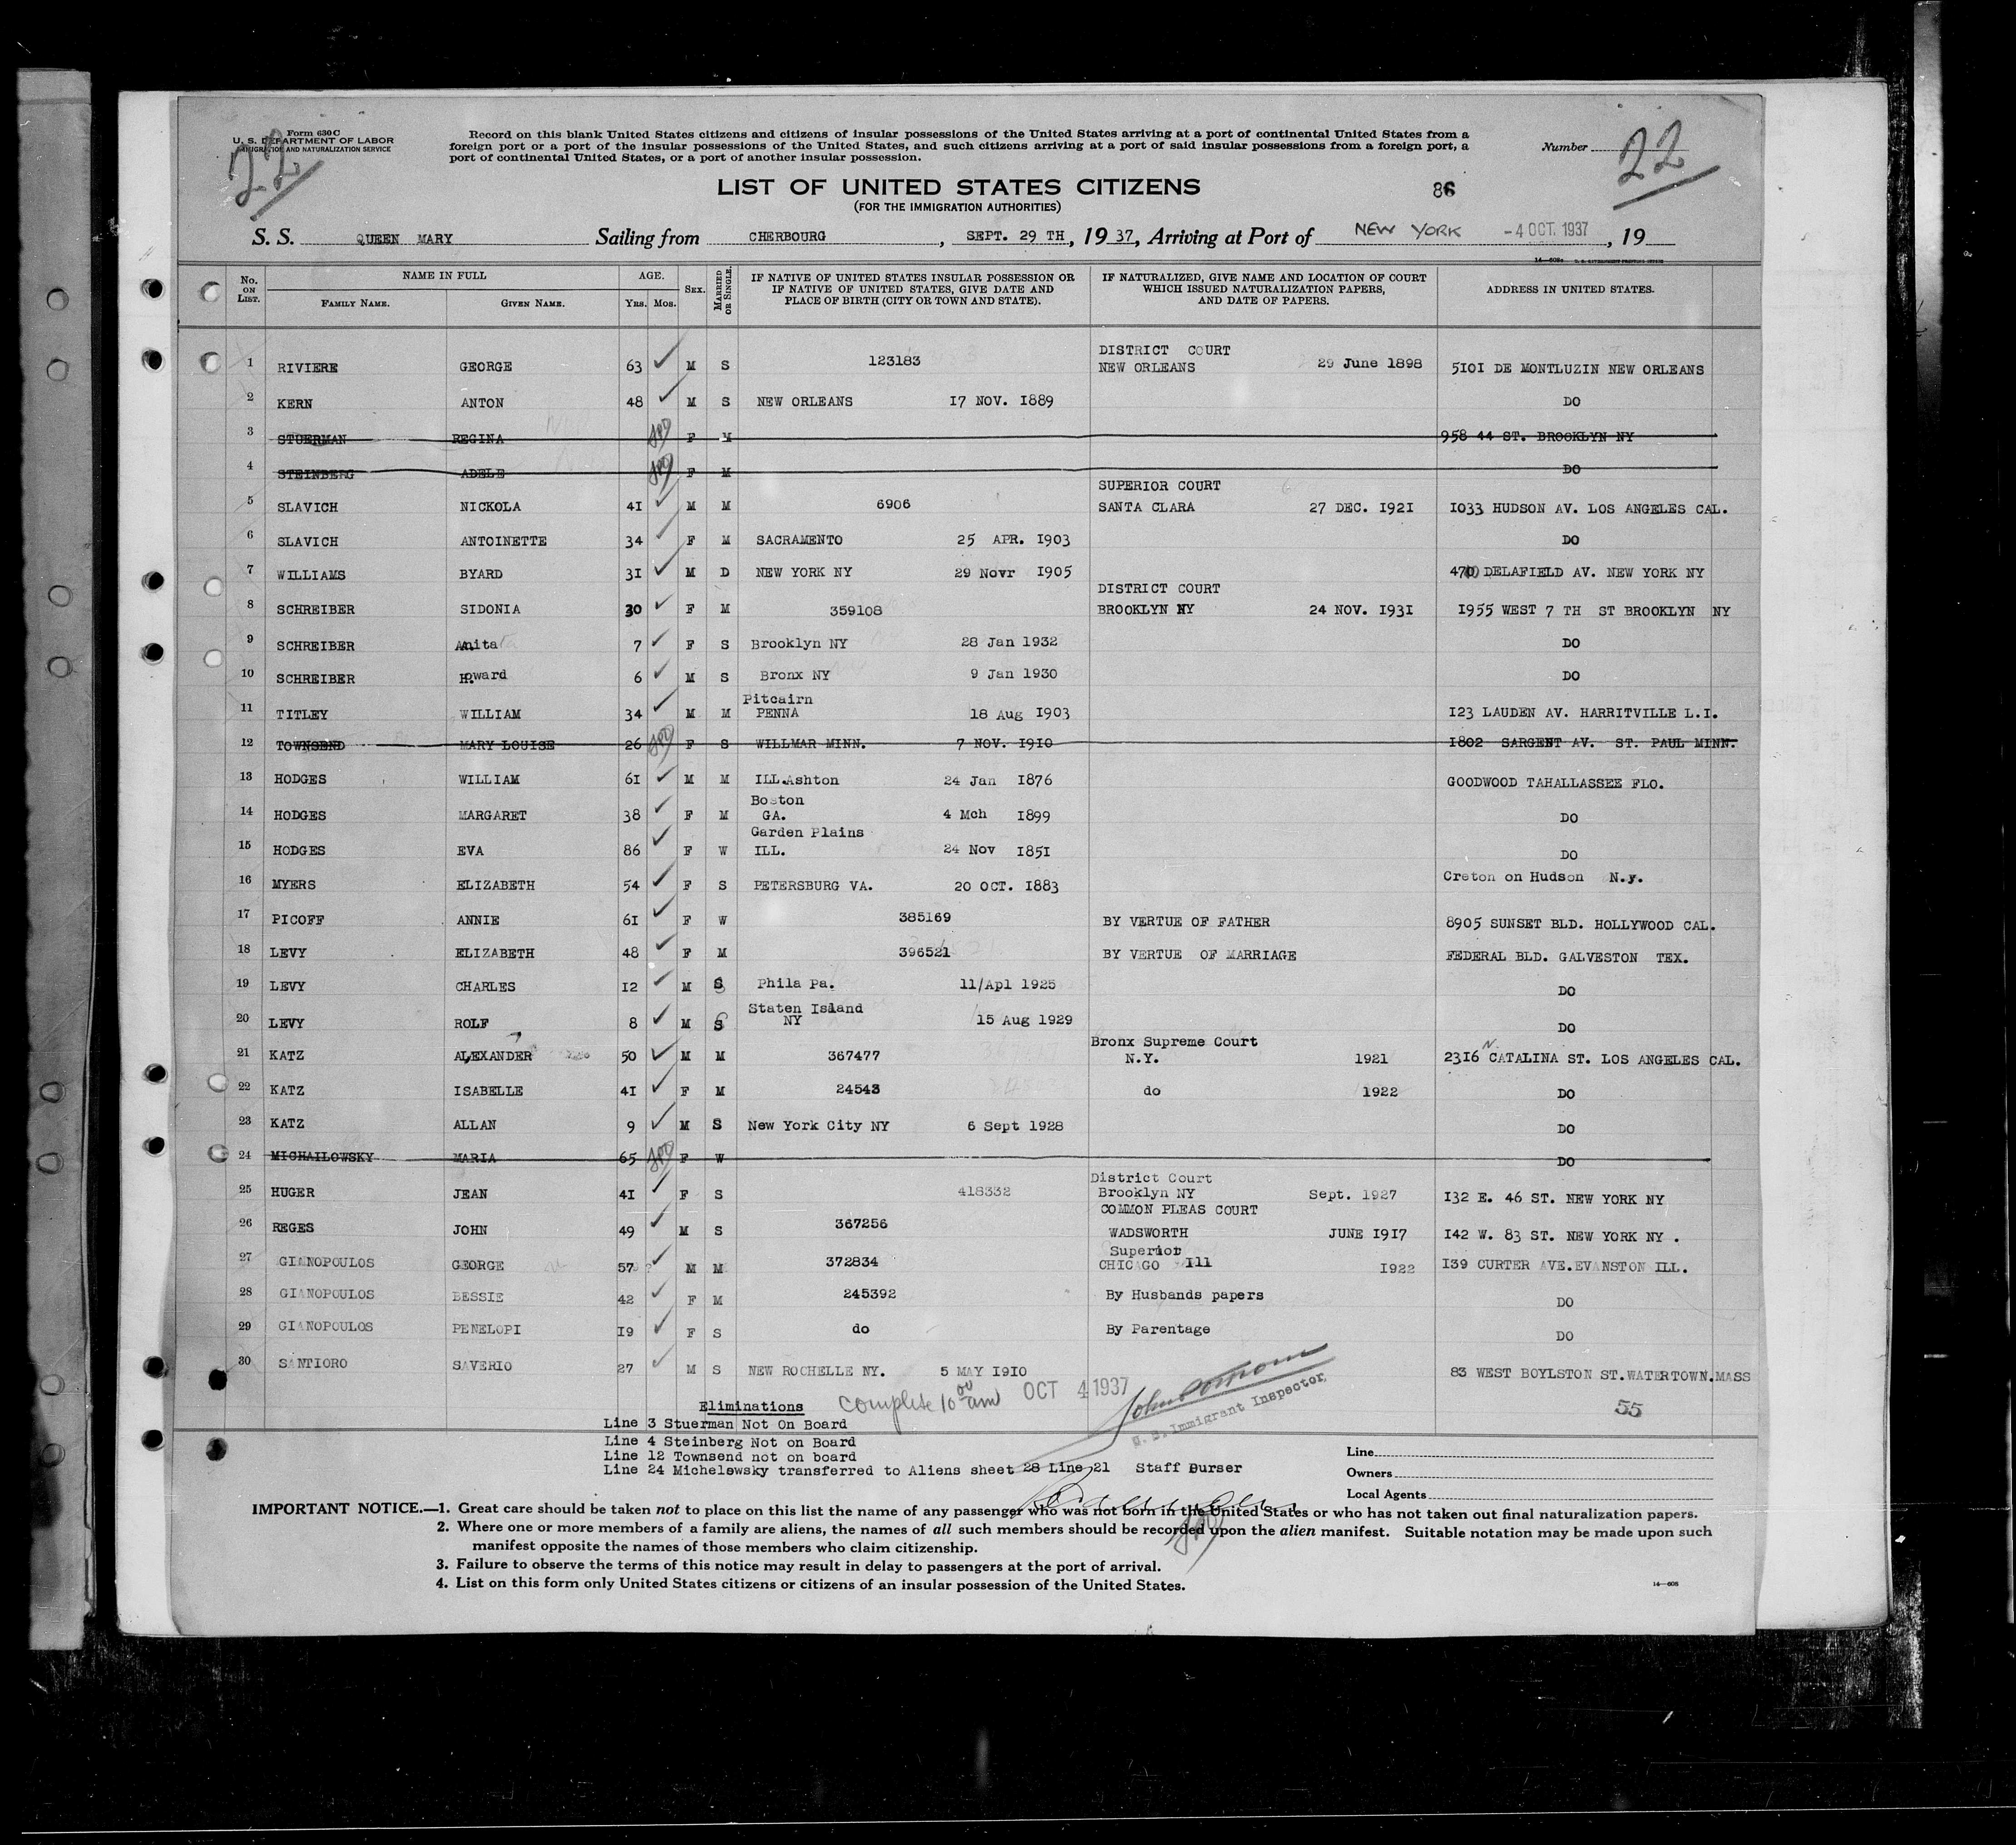 Form 630 C
U. S. DEPARTMENT OF LABOR
IMMIGRATION AND NATURALIZATION SERVICE
22
Record on this blank United States citizens and citizens of insular possessions of the United States arriving at a port of continental United States from a
foreign port or a port of the insular possessions of the United States, and such citizens arriving at a port of said insular possessions from a foreign port, a
port of continental United States, or a port of another insular possession.
Number 22
LIST OF UNITED STATES CITIZENS
(FOR THE IMMIGRATION AUTHORITIES)
86
S. S. QUEEN MARY Sailing from CHERBOURG, SEPT. 29 TH, 1937, Arriving at Port of NEW YORK -4 OCT. 1937, 19
14—608a U. S. GOVERNMENT PRINTING OFFICE
No. ON LIST. NAME IN FULL FAMILY NAME. GIVEN NAME. AGE. YRS. MOS. SEX. MARRIED OR SINGLE. IF NATIVE OF UNITED STATES INSULAR POSSESSION OR IF NATIVE OF UNITED STATES, GIVE DATE AND PLACE OF BIRTH (CITY OR TOWN AND STATE). IF NATURALIZED, GIVE NAME AND LOCATION OF COURT WHICH ISSUED NATURALIZATION PAPERS, AND DATE OF PAPERS. ADDRESS IN UNITED STATES.
1 RIVIERE GEORGE 63 ✓ M S 123183 DISTRICT COURT NEW ORLEANS 29 June 1898 5101 DE MONTLUZIN NEW ORLEANS
2 KERN ANTON 48 ✓ M S NEW ORLEANS 17 NOV. 1889 DO
3 STUERMAN REGINA F M 958 44 ST. BROOKLYN NY
4 STEINBERG ADELE F M DO
5 SLAVICH NICKOLA 41 ✓ M M 6906 SUPERIOR COURT SANTA CLARA 27 DEC. 1921 1033 HUDSON AV. LOS ANGELES CAL.
6 SLAVICH ANTOINETTE 34 ✓ F M SACRAMENTO 25 APR. 1903 DO
7 WILLIAMS BYARD 31 ✓ M D NEW YORK NY 29 Novr 1905 4710 DELAFIELD AV. NEW YORK NY
8 SCHREIBER SIDONIA 30 ✓ F M 359108 DISTRICT COURT BROOKLYN NY 24 NOV. 1931 1955 WEST 7 TH ST BROOKLYN NY
9 SCHREIBER Anita 7 ✓ F S Brooklyn NY 28 Jan 1932 DO
10 SCHREIBER Howard 6 ✓ M S Bronx NY 9 Jan 1930 DO
11 TITLEY WILLIAM 34 ✓ M M Pitcairn PENNA 18 Aug 1903 123 LAUDEN AV. HARRITVILLE L.I.
12 TOWNSEND MARY LOUISE 26 F S WILLMAR MINN. 7 NOV. 1910 1802 SARGENT AV. ST. PAUL MINN.
13 HODGES WILLIAM 61 ✓ M M ILL.Ashton 24 Jan 1876 GOODWOOD TAHALLASSEE FLO.
14 HODGES MARGARET 38 ✓ F M Boston GA. 4 Mch 1899 DO
15 HODGES EVA 86 ✓ F W Garden Plains ILL. 24 Nov 1851 DO
16 MYERS ELIZABETH 54 ✓ F S PETERSBURG VA. 20 OCT. 1883 Creton on Hudson N.y.
17 PICOFF ANNIE 61 ✓ F W 385169 BY VERTUE OF FATHER 8905 SUNSET BLD. HOLLYWOOD CAL.
18 LEVY ELIZABETH 48 ✓ F M 396521 BY VERTUE OF MARRIAGE FEDERAL BLD. GALVESTON TEX.
19 LEVY CHARLES 12 ✓ M S Phila Pa. 11/Apl 1925 DO
20 LEVY ROLF 8 ✓ M S Staten Island NY 15 Aug 1929 DO
21 KATZ ALEXANDER 50 ✓ M M 367477 Bronx Supreme Court N.Y. 1921 2316 N. CATALINA ST. LOS ANGELES CAL.
22 KATZ ISABELLE 41 ✓ F M 24543 do 1922 DO
23 KATZ ALLAN 9 ✓ M S New York City NY 6 Sept 1928 DO
24 MICHAILOWSKY MARIA 65 F W DO
25 HUGER JEAN 41 ✓ F S 418332 District Court Brooklyn NY Sept. 1927 132 E. 46 ST. NEW YORK NY
26 REGES JOHN 49 ✓ M S 367256 COMMON PLEAS COURT WADSWORTH JUNE 1917 142 W. 83 ST. NEW YORK NY .
27 GIANOPOULOS GEORGE 57 ✓ M M 372834 Superior CHICAGO Ill 1922 139 CURTER AVE.EVANSTON ILL.
28 GIANOPOULOS BESSIE 42 ✓ F M 245392 By Husbands papers DO
29 GIANOPOULOS PENELOPI 19 ✓ F S do By Parentage DO
30 SANTIORO SAVERIO 27 ✓ M S NEW ROCHELLE NY. 5 MAY 1910 83 WEST BOYLSTON ST.WATERTOWN.MASS
Eliminations complete 10 00 am OCT 4 1937
U. S. Immigrant Inspector.
55
Line 3 Stuerman Not On Board
Line 4 Steinberg Not on Board
Line 12 Townsend not on board
Line 24 Michelowsky transferred to Aliens sheet 28 Line 21 Staff Purser
Line
Owners
Local Agents
IMPORTANT NOTICE.—1. Great care should be taken not to place on this list the name of any passenger who was not born in the United States or who has not taken out final naturalization papers.
2. Where one or more members of a family are aliens, the names of all such members should be recorded upon the alien manifest. Suitable notation may be made upon such
manifest opposite the names of those members who claim citizenship.
3. Failure to observe the terms of this notice may result in delay to passengers at the port of arrival.
4. List on this form only United States citizens or citizens of an insular possession of the United States.
14—608